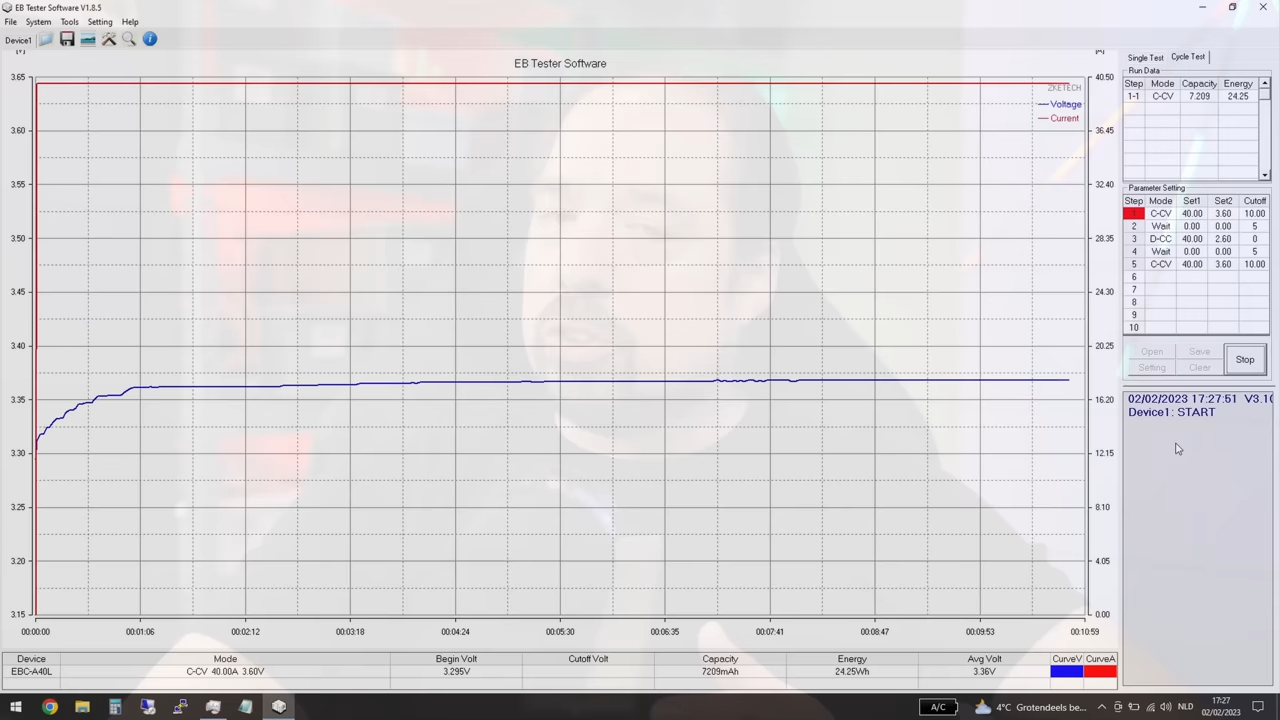 EB Tester Software V1.8.5
File System Tools Setting Help
Device1
EB Tester Software
ZKETECH
Voltage
Current
3.65
3.60
3.55
3.50
3.45
3.40
3.35
3.30
3.25
3.20
3.15
40.50
36.45
32.40
28.35
24.30
20.25
16.20
12.15
8.10
4.05
0.00
00:00:00 00:01:06 00:02:12 00:03:18 00:04:24 00:05:30 00:06:35 00:07:41 00:08:47 00:09:53 00:10:59
Single Test Cycle Test
Run Data
Step Mode Capacity Energy
1-1 C-CV 7.209 24.25
Parameter Setting
Step Mode Set1 Set2 Cutoff
1 C-CV 40.00 3.60 10.00
2 Wait 0.00 0.00 5
3 D-CC 40.00 2.60 0
4 Wait 0.00 0.00 5
5 C-CV 40.00 3.60 10.00
6
7
8
9
10
Open Save Stop
Setting Clear
02/02/2023 17:27:51 V3.10
Device1: START
Device Mode Begin Volt Cutoff Volt Capacity Energy Avg Volt CurveV CurveA
EBC-A40L C-CV 40.00A 3.60V 3.295V 7209mAh 24.25Wh 3.36V
A/C 4°C Grotendeels be... NLD 17:27
02/02/2023